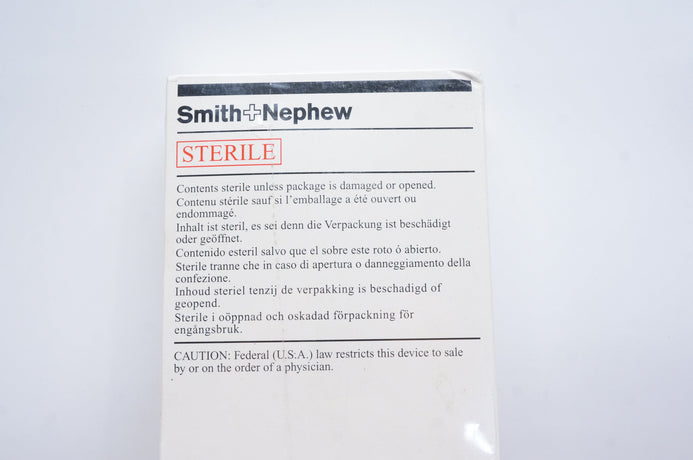 Smith+Nephew
STERILE
Contents sterile unless package is damaged or opened.
Contenu stérile sauf si l'emballage a été ouvert ou
endommagé.
Inhalt ist steril, es sei denn die Verpackung ist beschädigt
oder geöffnet.
Contenido esteril salvo que el sobre este roto ó abierto.
Sterile tranne che in caso di apertura o danneggiamento della
confezione.
Inhoud steriel tenzij de verpakking is beschadigd of
geopend.
Sterile i oöppnad och oskadad förpackning för
engångsbruk.
CAUTION: Federal (U.S.A.) law restricts this device to sale
by or on the order of a physician.